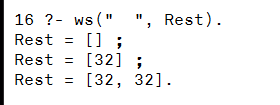 16 ?- ws("  ", Rest).
Rest = [] ;
Rest = [32] ;
Rest = [32, 32].